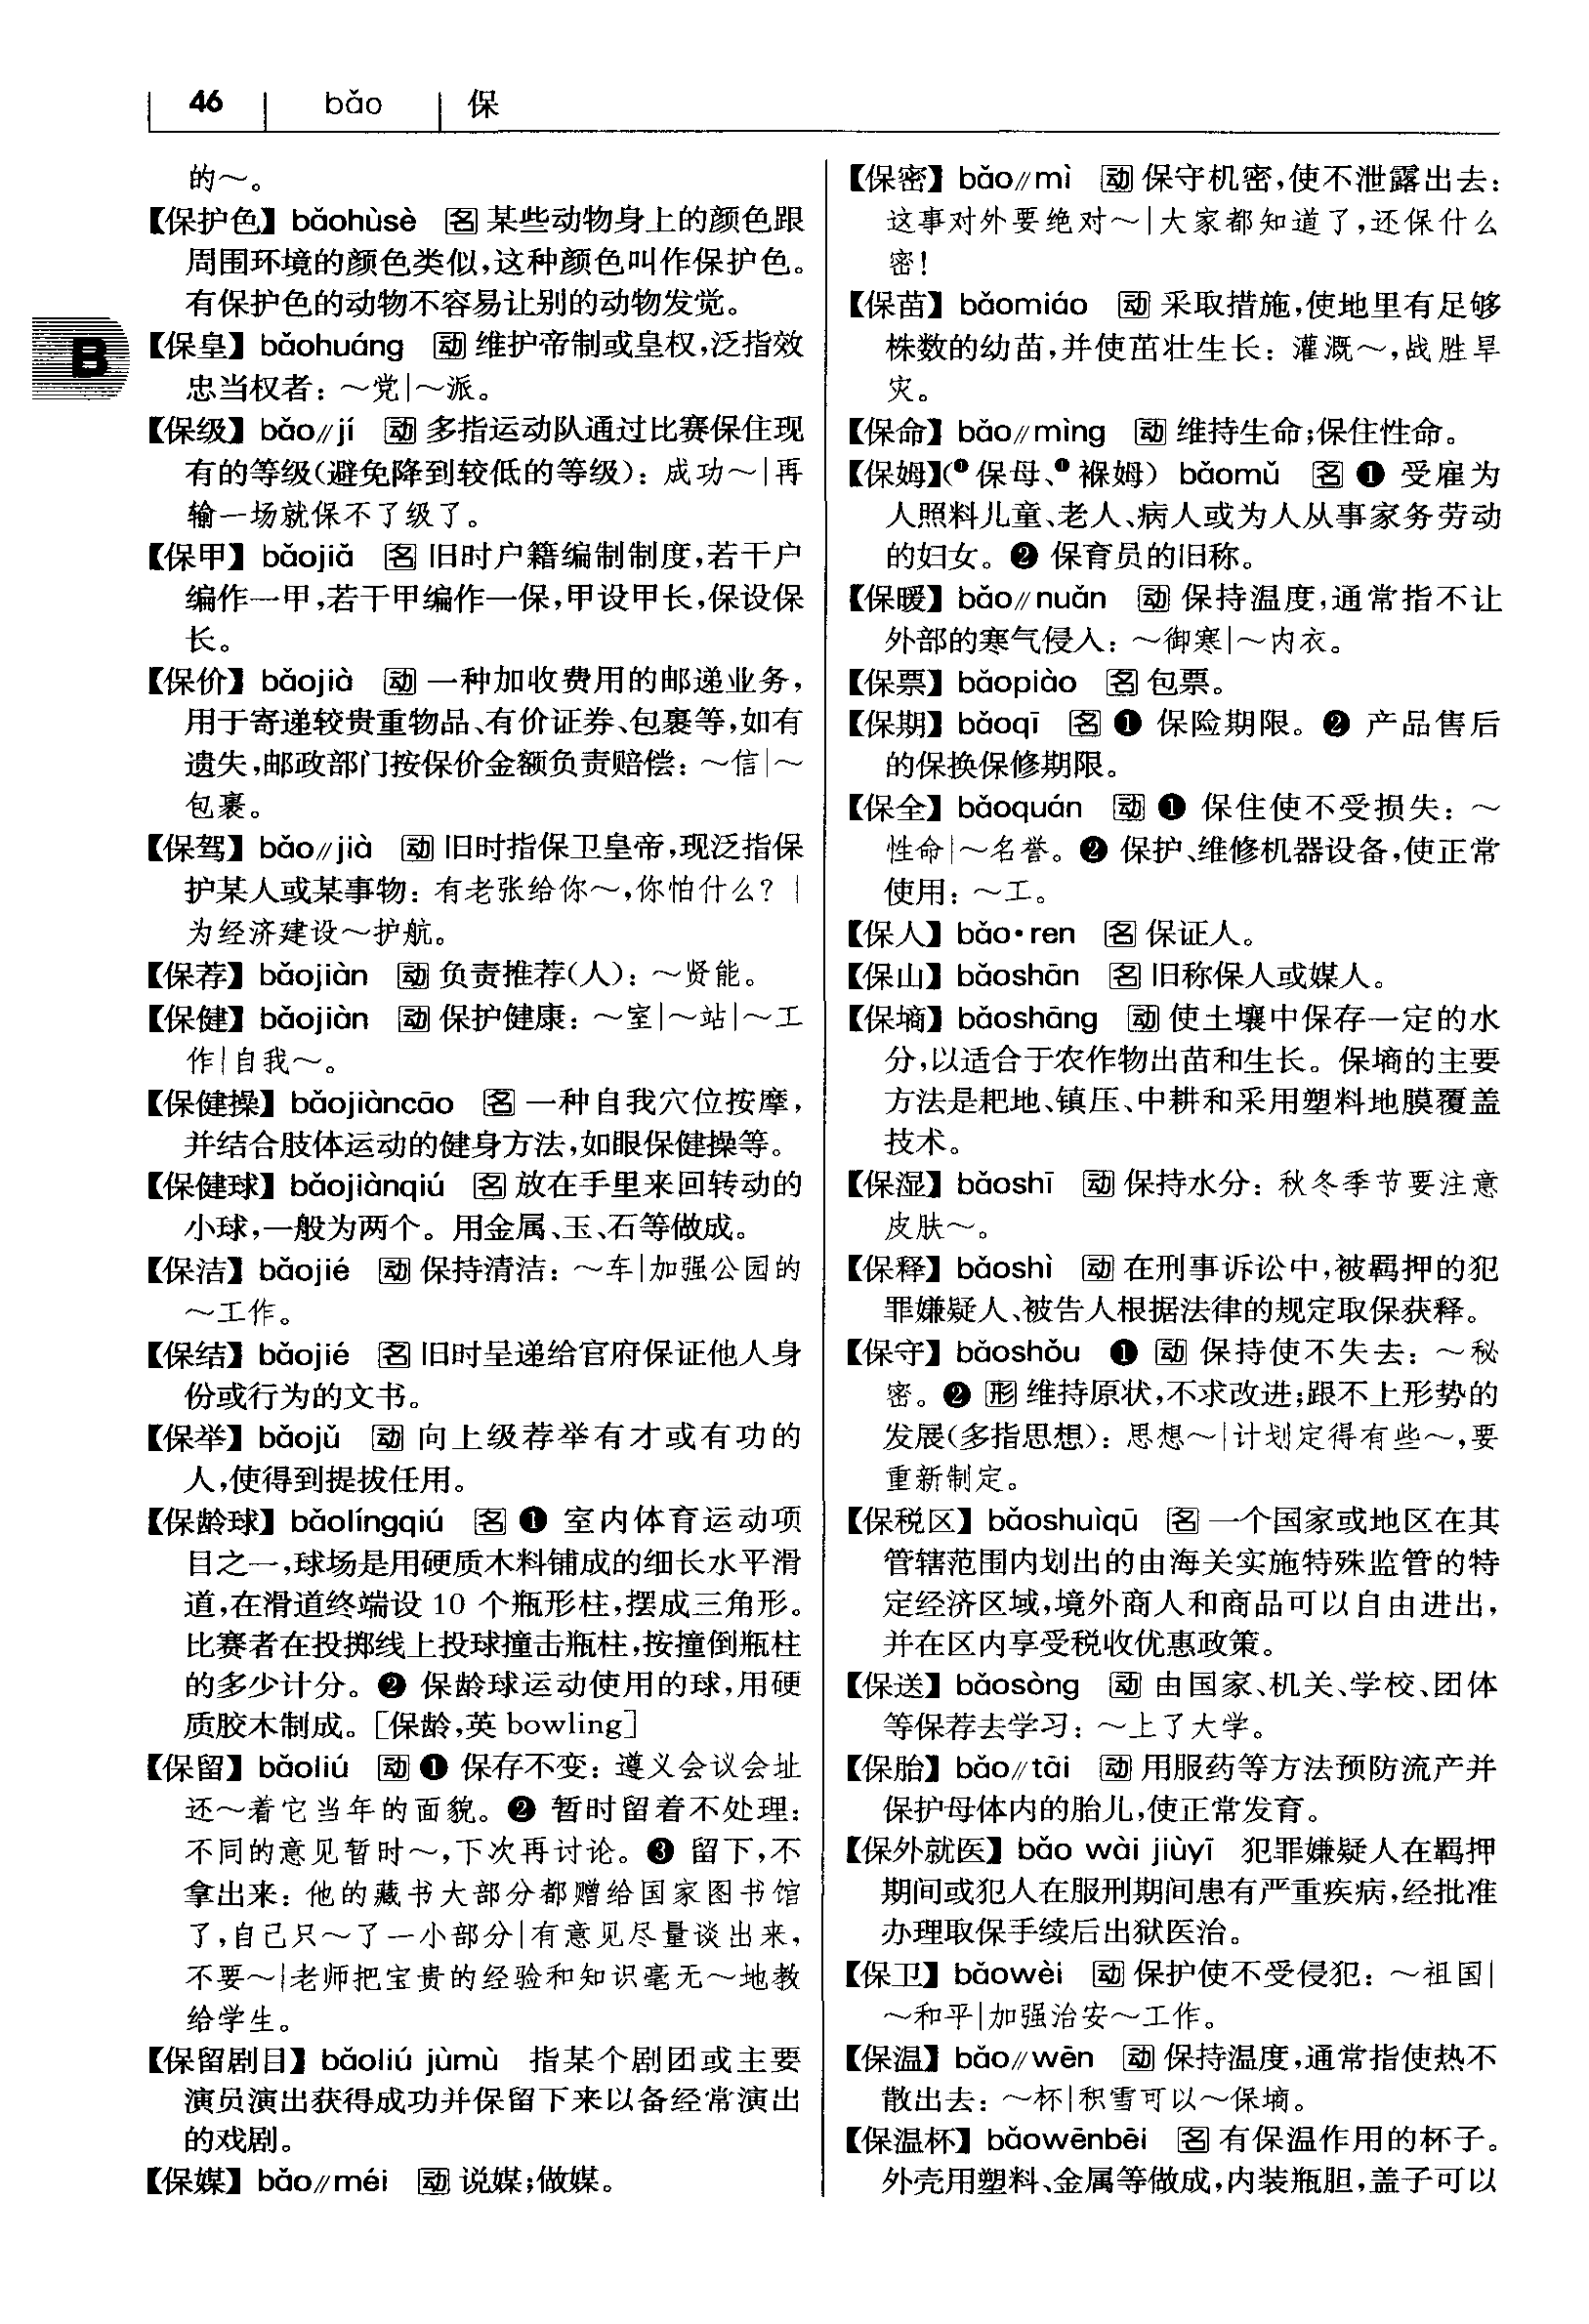 46 bǎo 保
B
的～。
【保护色】bǎohùsè 名 某些动物身上的颜色跟
周围环境的颜色类似,这种颜色叫作保护色。
有保护色的动物不容易让别的动物发觉。
【保皇】bǎohuáng 动 维护帝制或皇权,泛指效
忠当权者：～党|～派。
【保级】bǎo//jí 动 多指运动队通过比赛保住现
有的等级(避免降到较低的等级)：成功～|再
输一场就保不了级了。
【保甲】bǎojiǎ 名 旧时户籍编制制度,若干户
编作一甲,若干甲编作一保,甲设甲长,保设保
长。
【保价】bǎojià 动 一种加收费用的邮递业务,
用于寄递较贵重物品、有价证券、包裹等,如有
遗失,邮政部门按保价金额负责赔偿：～信|～
包裹。
【保驾】bǎo//jià 动 旧时指保卫皇帝,现泛指保
护某人或某事物：有老张给你～,你怕什么？|
为经济建设～护航。
【保荐】bǎojiàn 动 负责推荐(人)：～贤能。
【保健】bǎojiàn 动 保护健康：～室|～站|～工
作|自我～。
【保健操】bǎojiàncāo 名 一种自我穴位按摩,
并结合肢体运动的健身方法,如眼保健操等。
【保健球】bǎojiànqiú 名 放在手里来回转动的
小球,一般为两个。用金属、玉、石等做成。
【保洁】bǎojié 动 保持清洁：～车|加强公园的
～工作。
【保结】bǎojié 名 旧时呈递给官府保证他人身
份或行为的文书。
【保举】bǎojǔ 动 向上级荐举有才或有功的
人,使得到提拔任用。
【保龄球】bǎolíngqiú 名 ❶ 室内体育运动项
目之一,球场是用硬质木料铺成的细长水平滑
道,在滑道终端设 10 个瓶形柱,摆成三角形。
比赛者在投掷线上投球撞击瓶柱,按撞倒瓶柱
的多少计分。❷ 保龄球运动使用的球,用硬
质胶木制成。[保龄,英 bowling]
【保留】bǎoliú 动 ❶ 保存不变：遵义会议会址
还～着它当年的面貌。❷ 暂时留着不处理：
不同的意见暂时～,下次再讨论。❸ 留下,不
拿出来：他的藏书大部分都赠给国家图书馆
了,自己只～了一小部分|有意见尽量谈出来,
不要～|老师把宝贵的经验和知识毫无～地教
给学生。
【保留剧目】bǎoliú jùmù 指某个剧团或主要
演员演出获得成功并保留下来以备经常演出
的戏剧。
【保媒】bǎo//méi 动 说媒;做媒。
【保密】bǎo//mì 动 保守机密,使不泄露出去：
这事对外要绝对～|大家都知道了,还保什么
密!
【保苗】bǎomiáo 动 采取措施,使地里有足够
株数的幼苗,并使茁壮生长：灌溉～,战胜旱
灾。
【保命】bǎo//mìng 动 维持生命;保住性命。
【保姆】(❶保母、❶褓姆) bǎomǔ 名 ❶ 受雇为
人照料儿童、老人、病人或为人从事家务劳动
的妇女。❷ 保育员的旧称。
【保暖】bǎo//nuǎn 动 保持温度,通常指不让
外部的寒气侵入：～御寒|～内衣。
【保票】bǎopiào 名 包票。
【保期】bǎoqī 名 ❶ 保险期限。❷ 产品售后
的保换保修期限。
【保全】bǎoquán 动 ❶ 保住使不受损失：～
性命|～名誉。❷ 保护、维修机器设备,使正常
使用：～工。
【保人】bǎo·ren 名 保证人。
【保山】bǎoshān 名 旧称保人或媒人。
【保墒】bǎoshāng 动 使土壤中保存一定的水
分,以适合于农作物出苗和生长。保墒的主要
方法是耙地、镇压、中耕和采用塑料地膜覆盖
技术。
【保湿】bǎoshī 动 保持水分：秋冬季节要注意
皮肤～。
【保释】bǎoshì 动 在刑事诉讼中,被羁押的犯
罪嫌疑人、被告人根据法律的规定取保获释。
【保守】bǎoshǒu ❶ 动 保持使不失去：～秘
密。❷ 形 维持原状,不求改进;跟不上形势的
发展(多指思想)：思想～|计划定得有些～,要
重新制定。
【保税区】bǎoshuìqū 名 一个国家或地区在其
管辖范围内划出的由海关实施特殊监管的特
定经济区域,境外商人和商品可以自由进出,
并在区内享受税收优惠政策。
【保送】bǎosòng 动 由国家、机关、学校、团体
等保荐去学习：～上了大学。
【保胎】bǎo//tāi 动 用服药等方法预防流产并
保护母体内的胎儿,使正常发育。
【保外就医】bǎo wài jiùyī 犯罪嫌疑人在羁押
期间或犯人在服刑期间患有严重疾病,经批准
办理取保手续后出狱医治。
【保卫】bǎowèi 动 保护使不受侵犯：～祖国|
～和平|加强治安～工作。
【保温】bǎo//wēn 动 保持温度,通常指使热不
散出去：～杯|积雪可以～保墒。
【保温杯】bǎowēnbēi 名 有保温作用的杯子。
外壳用塑料、金属等做成,内装瓶胆,盖子可以